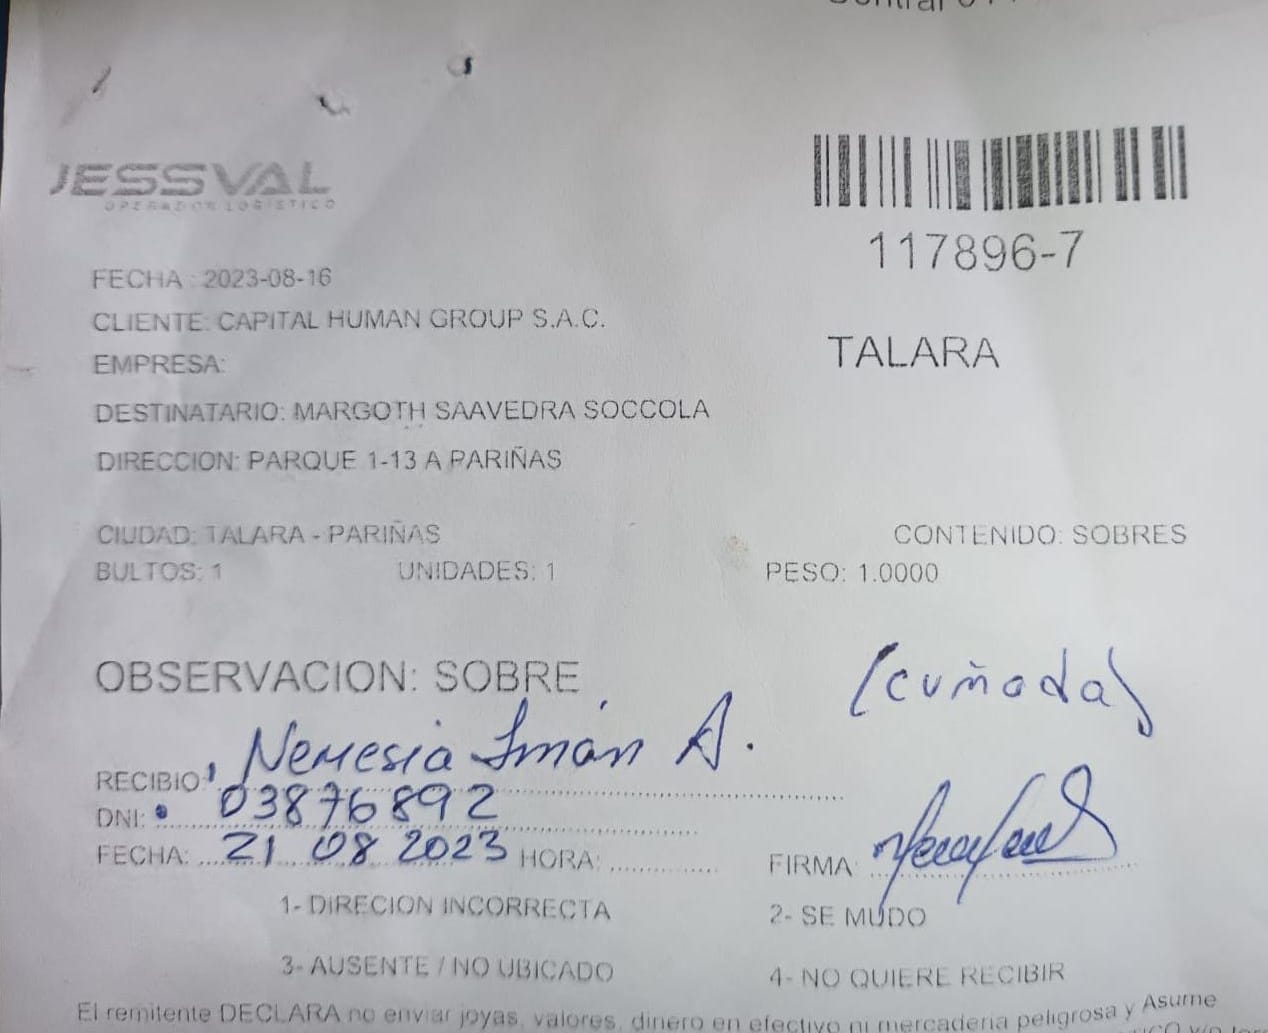 JESSVAL
OPERADOR LOGISTICO
117896-7
FECHA : 2023-08-16
CLIENTE: CAPITAL HUMAN GROUP S.A.C.
EMPRESA:
TALARA
DESTINATARIO: MARGOTH SAAVEDRA SOCCOLA
DIRECCION: PARQUE 1-13 A PARIÑAS
CIUDAD: TALARA - PARIÑAS CONTENIDO: SOBRES
BULTOS: 1 UNIDADES: 1 PESO: 1.0000
OBSERVACION: SOBRE (cuñada)
RECIBIO: Nemesia Imán A.
DNI: 03876892
FECHA: 21 08 2023 HORA: FIRMA:
1- DIRECION INCORRECTA 2- SE MUDO
3- AUSENTE / NO UBICADO 4- NO QUIERE RECIBIR
El remitente DECLARA no enviar joyas, valores, dinero en efectivo ni mercaderia peligrosa y Asume